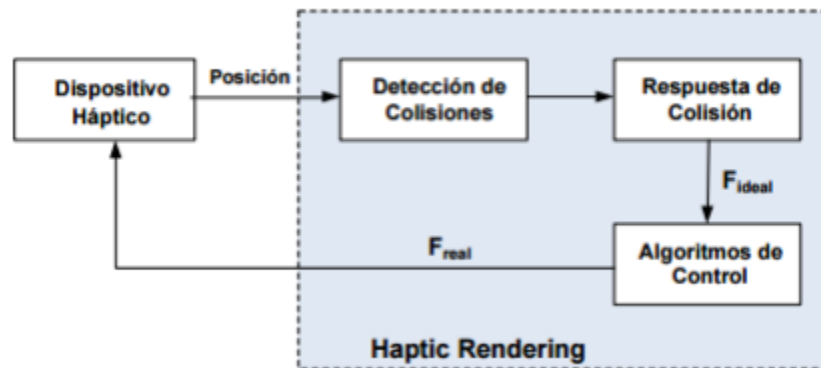 Dispositivo
Háptico
Posición
Detección de
Colisiones
Respuesta de
Colisión
Fideal
Algoritmos de
Control
Freal
Haptic Rendering